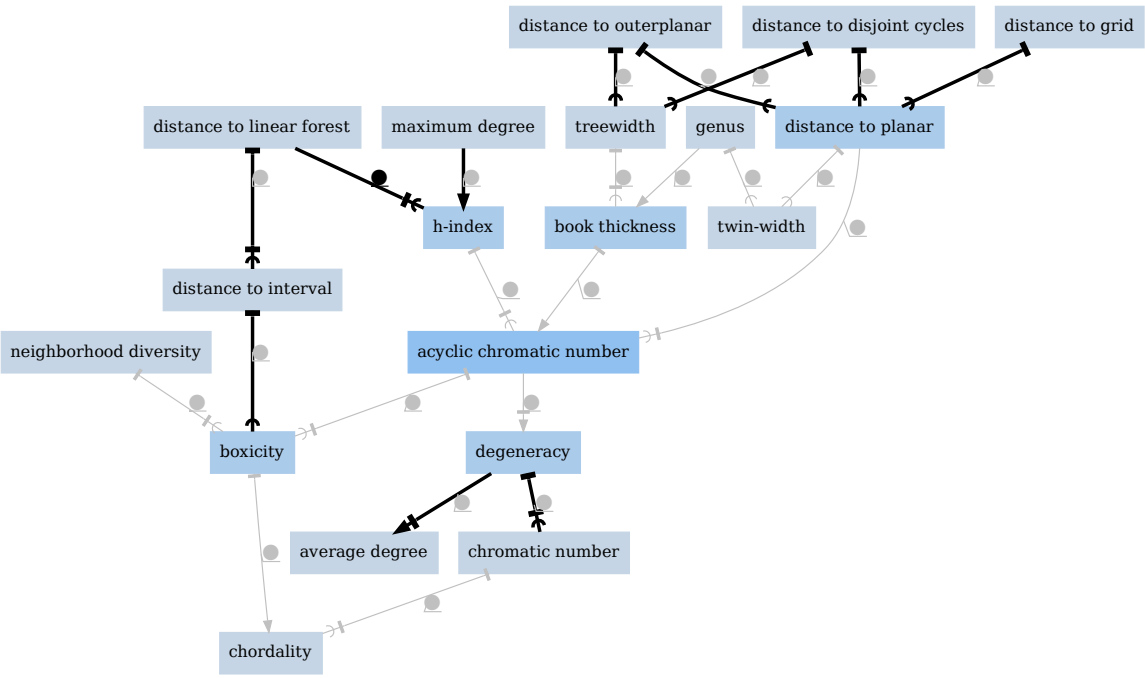 distance to outerplanar
distance to disjoint cycles
distance to grid
distance to linear forest
maximum degree
treewidth
genus
distance to planar
h-index
book thickness
twin-width
distance to interval
neighborhood diversity
acyclic chromatic number
boxicity
degeneracy
average degree
chromatic number
chordality